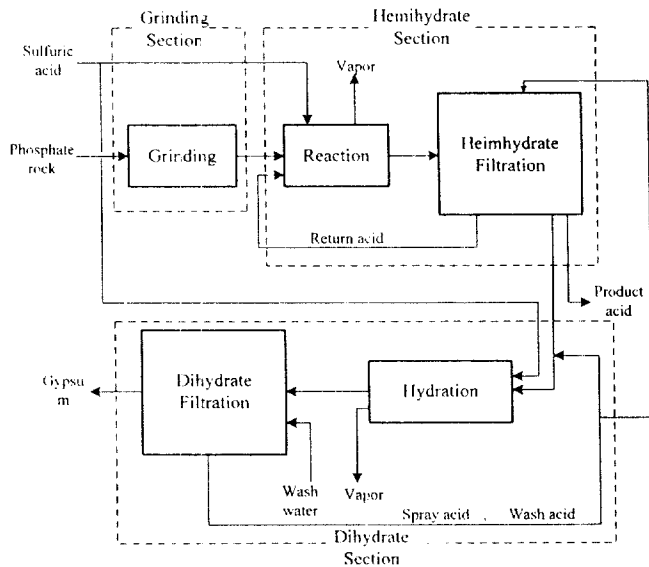 Grinding
Section
Hemihydrate
Section
Sulfuric
acid
Vapor
Phosphate
rock
Grinding
Reaction
Heimhydrate
Filtration
Return acid
Product
acid
Gypsu
m
Dihydrate
Filtration
Hydration
Wash
water
Vapor
Spray acid , Wash acid
Dihydrate
Section